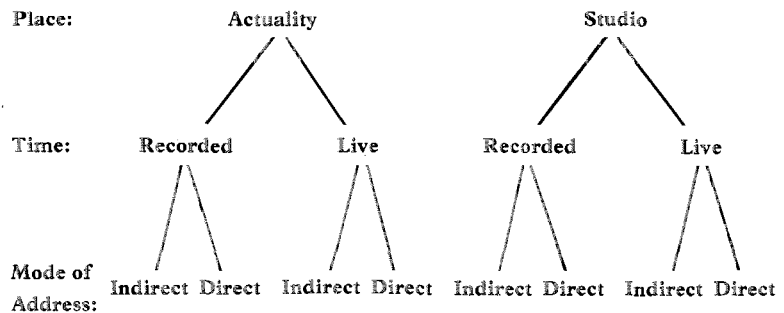 Place: Actuality Studio
Time: Recorded Live Recorded Live
Mode of
Address: Indirect Direct Indirect Direct Indirect Direct Indirect Direct